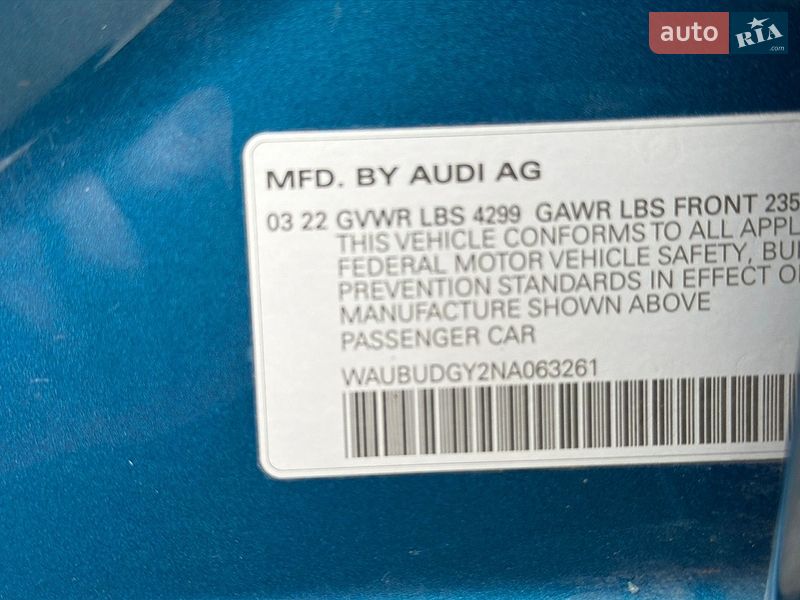 auto RIA
.com
MFD. BY AUDI AG
03 22 GVWR LBS 4299 GAWR LBS FRONT 235
THIS VEHICLE CONFORMS TO ALL APPL
FEDERAL MOTOR VEHICLE SAFETY, BU
PREVENTION STANDARDS IN EFFECT O
MANUFACTURE SHOWN ABOVE
PASSENGER CAR
WAUBUDGY2NA063261